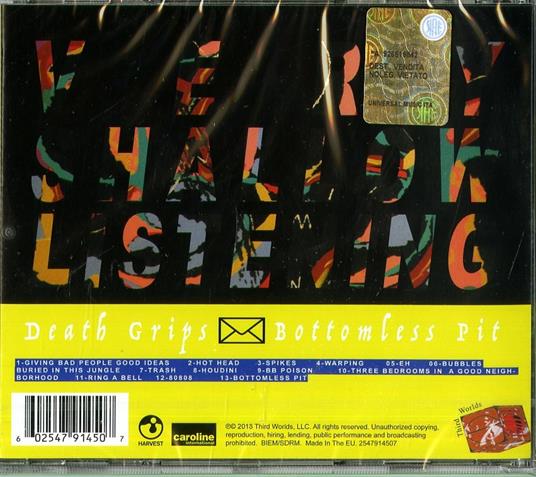 VERY
SHALLOW
LISTENING
A 926519842
DEST. VENDITA
NOLEG. VIETATO
UNIVERSAL MUSIC ITA
Death Grips Bottomless Pit
1-GIVING BAD PEOPLE GOOD IDEAS 2-HOT HEAD 3-SPIKES 4-WARPING 05-EH 06-BUBBLES
BURIED IN THIS JUNGLE 7-TRASH 8-HOUDINI 9-BB POISON 10-THREE BEDROOMS IN A GOOD NEIGH-
BORHOOD 11-RING A BELL 12-80808 13-BOTTOMLESS PIT
6 02547 91450 7
HARVEST
caroline
international
℗© 2013 Third Worlds, LLC. All rights reserved. Unauthorized copying,
reproduction, hiring, lending, public performance and broadcasting
prohibited. BIEM/SDRM. Made In The EU. 2547914507
Third Worlds